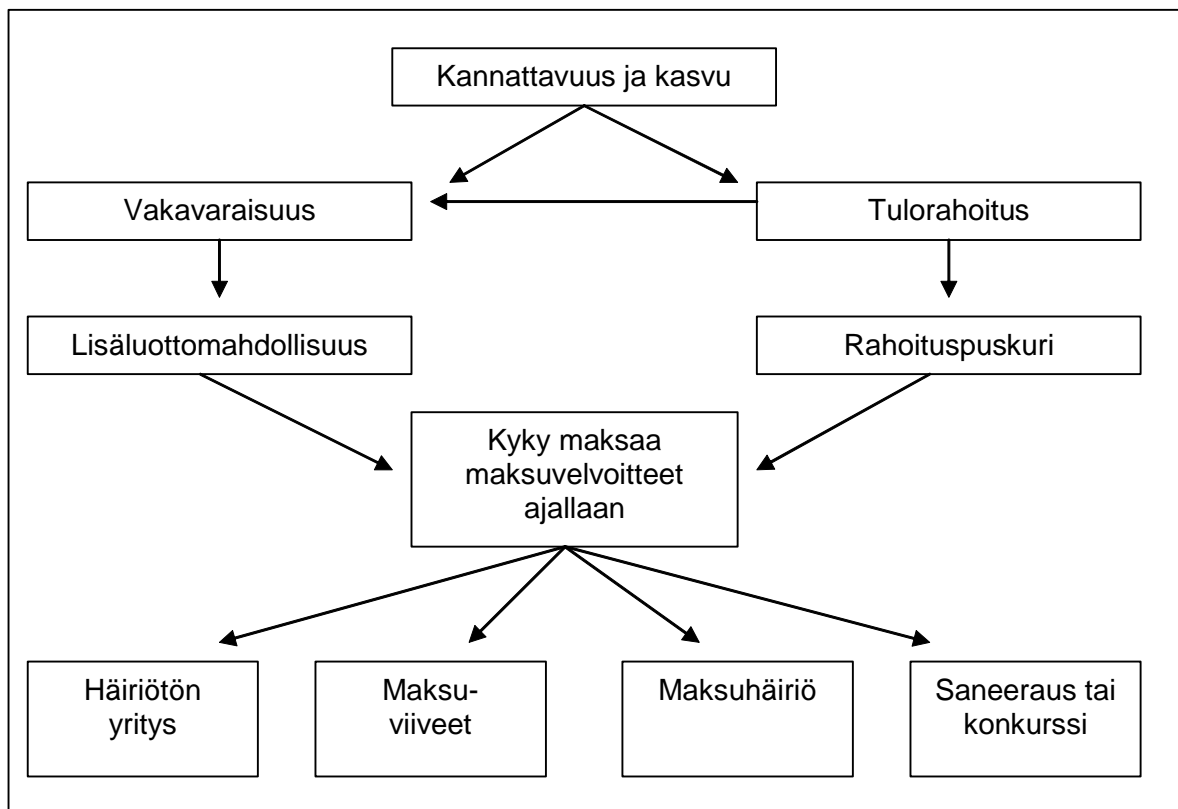 Kannattavuus ja kasvu
Vakavaraisuus
Tulorahoitus
Lisäluottomahdollisuus
Rahoituspuskuri
Kyky maksaa
maksuvelvoitteet
ajallaan
Häiriötön
yritys
Maksu-
viiveet
Maksuhäiriö
Saneeraus tai
konkurssi